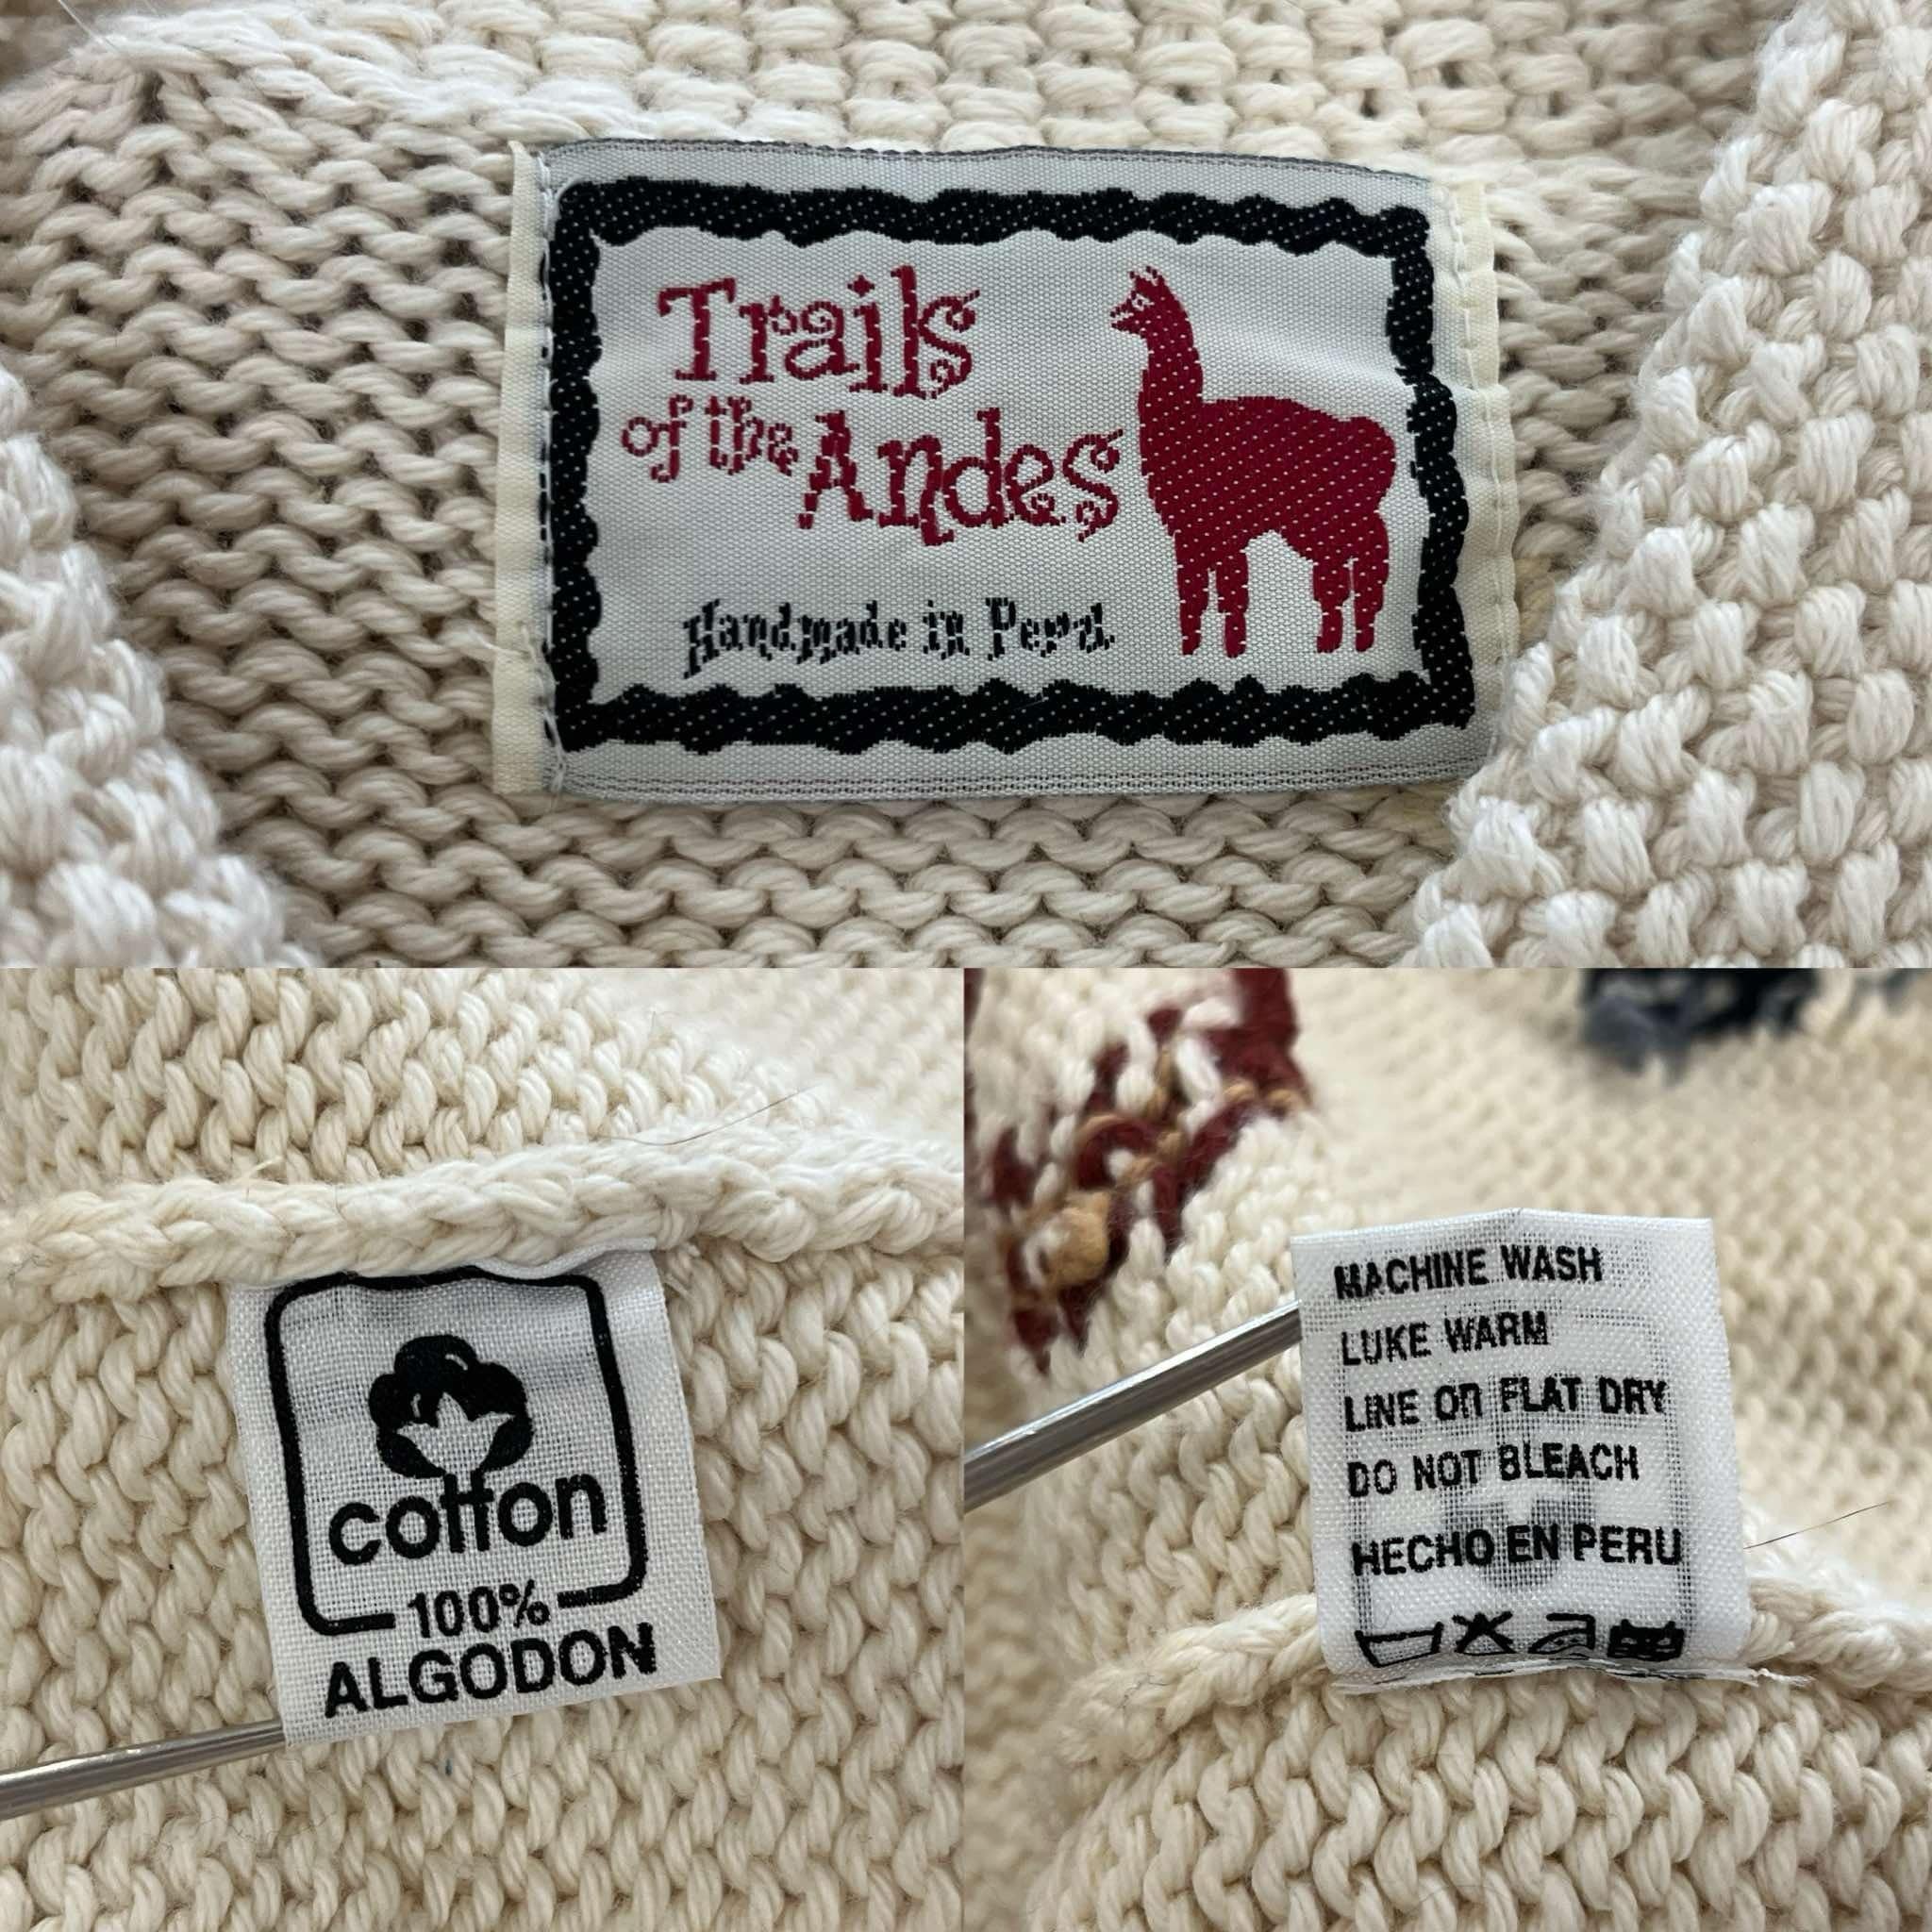 Trails
of the Andes
Handmade in Peru
cotton
100%
ALGODON
MACHINE WASH
LUKE WARM
LINE OR FLAT DRY
DO NOT BLEACH
HECHO EN PERU